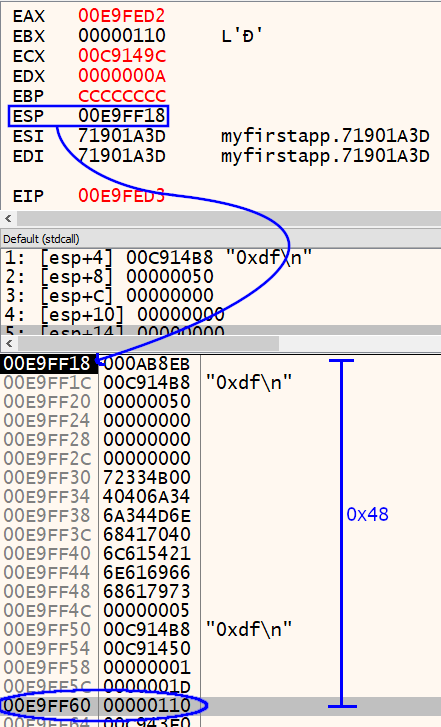 EAX 00E9FED2
EBX 00000110 L'Đ'
ECX 00C9149C
EDX 0000000A
EBP CCCCCCCC
ESP 00E9FF18
ESI 71901A3D myfirstapp.71901A3D
EDI 71901A3D myfirstapp.71901A3D
EIP 00E9FED3
Default (stdcall)
1: [esp+4] 00C914B8 "0xdf\n"
2: [esp+8] 00000050
3: [esp+C] 00000000
4: [esp+10] 00000000
5: [esp+14] 00000000
00E9FF18 000AB8EB
00E9FF1C 00C914B8 "0xdf\n"
00E9FF20 00000050
00E9FF24 00000000
00E9FF28 00000000
00E9FF2C 00000000
00E9FF30 72334B00
00E9FF34 40406A34
00E9FF38 6A344D6E
00E9FF3C 68417040
0x48
00E9FF40 6C615421
00E9FF44 6E616966
00E9FF48 68617973
00E9FF4C 00000005
00E9FF50 00C914B8 "0xdf\n"
00E9FF54 00C91450
00E9FF58 00000001
00E9FF5C 0000001D
00E9FF60 00000110
00E9FF64 00C943E0